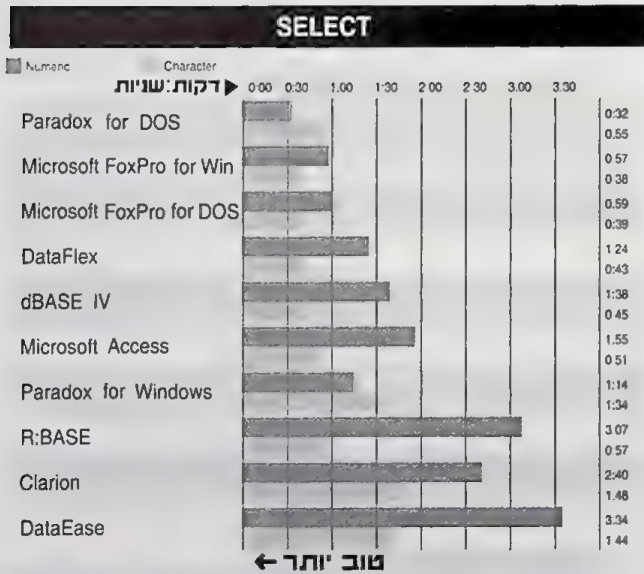 SELECT
Numeric Character
דקות:שניות 0:00 0:30 1.00 1:30 2 00 2 30 3.00 3.30
Paradox for DOS 0:32
0.55
Microsoft FoxPro for Win 0 57
0 38
Microsoft FoxPro for DOS 0.59
0:39
DataFlex 1 24
0:43
dBASE IV 1:38
0 45
Microsoft Access 1.55
0 51
Paradox for Windows 1:14
1:34
R:BASE 3 07
0:57
Clarion 2:40
1.48
DataEase 3.34
1 44
טוב יותר